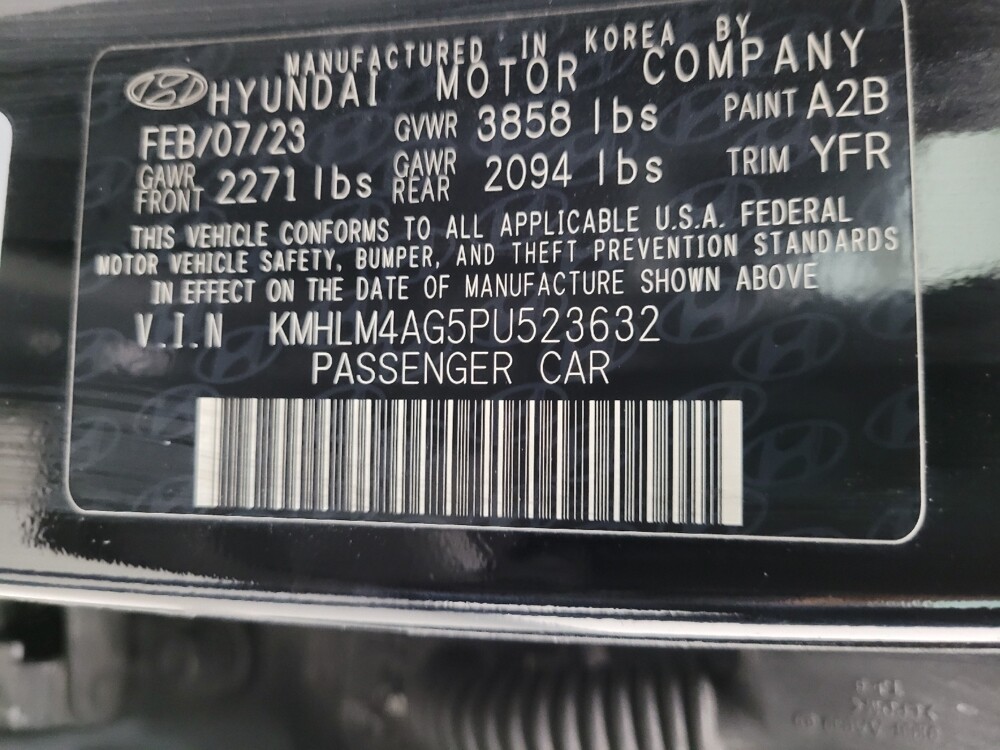 MANUFACTURED IN KOREA BY
HYUNDAI MOTOR COMPANY
FEB/07/23 GVWR 3858 lbs PAINT A2B
GAWR FRONT 2271 lbs GAWR REAR 2094 lbs TRIM YFR
THIS VEHICLE CONFORMS TO ALL APPLICABLE U.S.A. FEDERAL
MOTOR VEHICLE SAFETY, BUMPER, AND THEFT PREVENTION STANDARDS
IN EFFECT ON THE DATE OF MANUFACTURE SHOWN ABOVE
V.I.N KMHLM4AG5PU523632
PASSENGER CAR